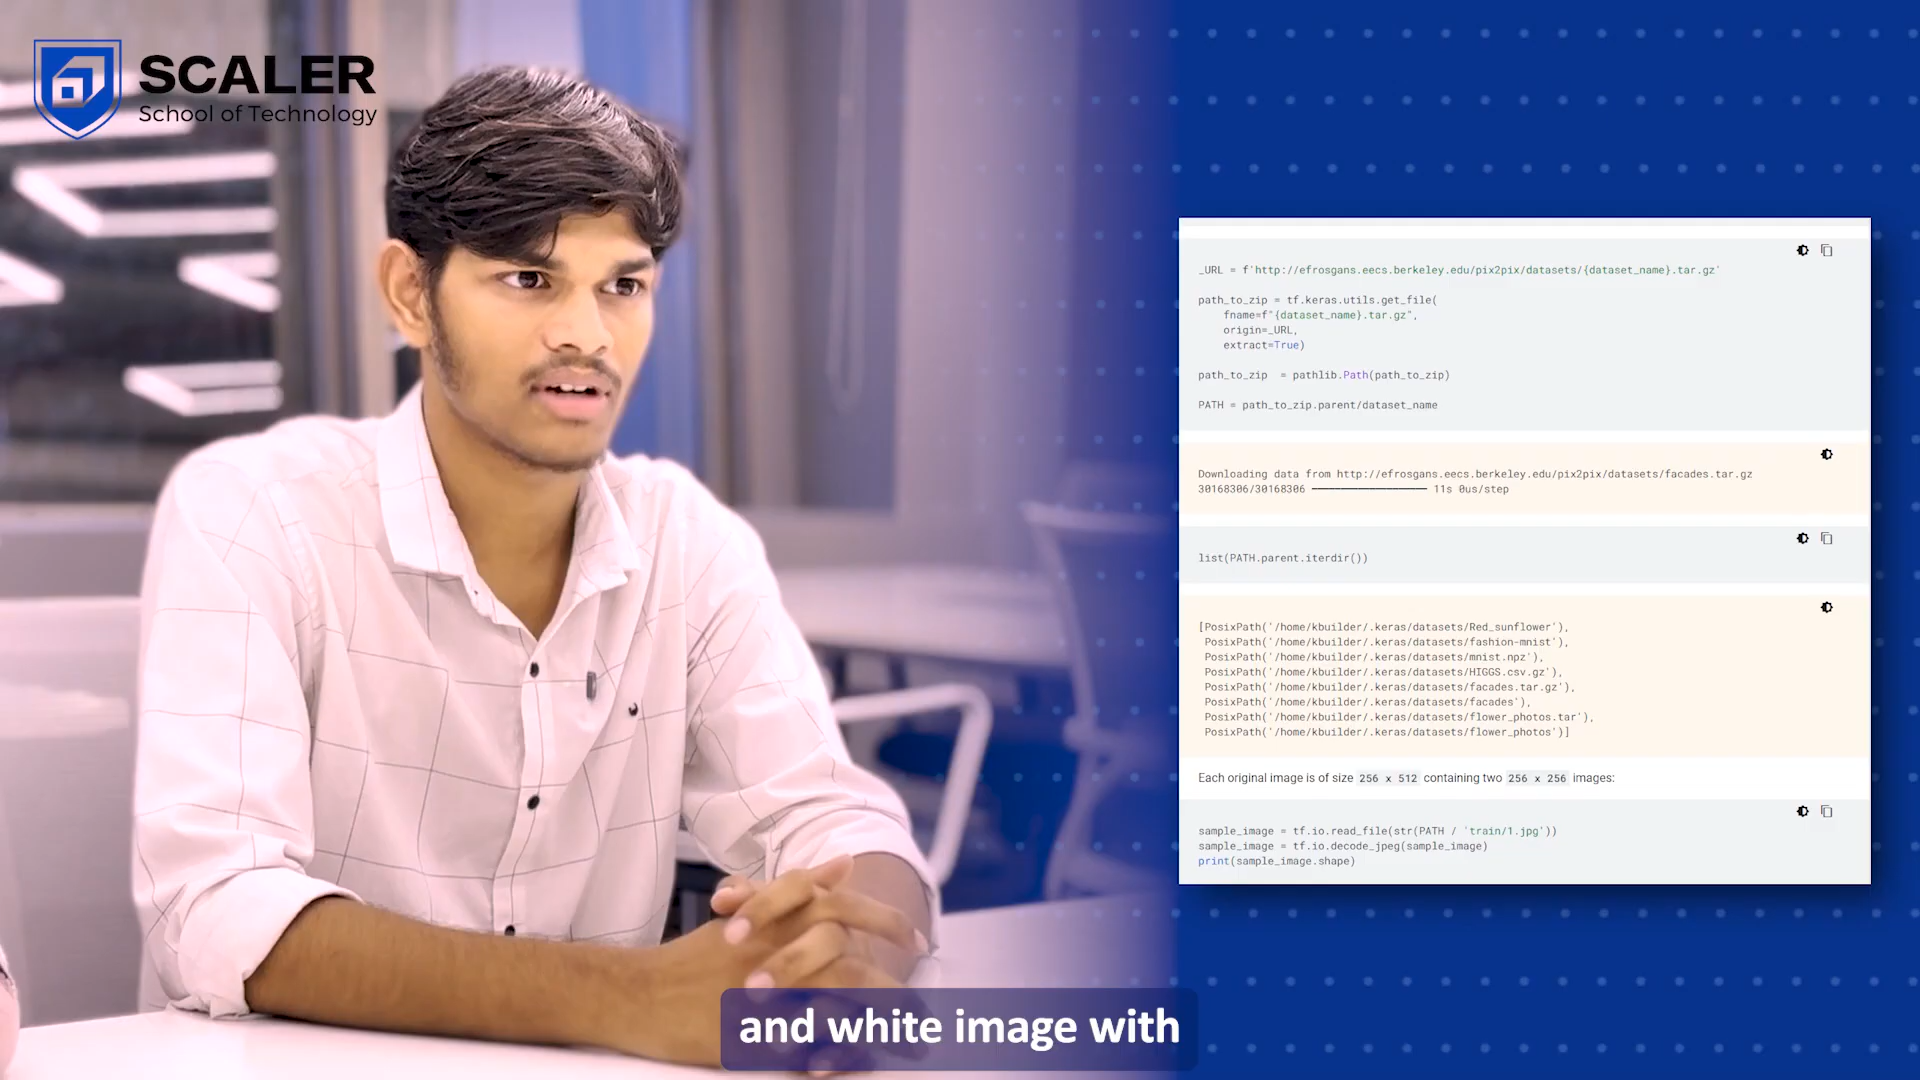 SCALER
School of Technology
_URL = f'http://efrosgans.eecs.berkeley.edu/pix2pix/datasets/{dataset_name}.tar.gz'
path_to_zip = tf.keras.utils.get_file(
fname=f"{dataset_name}.tar.gz",
origin=_URL,
extract=True)
path_to_zip = pathlib.Path(path_to_zip)
PATH = path_to_zip.parent/dataset_name
Downloading data from http://efrosgans.eecs.berkeley.edu/pix2pix/datasets/facades.tar.gz
30168306/30168306 ━━━━━━━━━━━━━━━━━━━━ 11s 0us/step
list(PATH.parent.iterdir())
[PosixPath('/home/kbuilder/.keras/datasets/Red_sunflower'),
PosixPath('/home/kbuilder/.keras/datasets/fashion-mnist'),
PosixPath('/home/kbuilder/.keras/datasets/mnist.npz'),
PosixPath('/home/kbuilder/.keras/datasets/HIGGS.csv.gz'),
PosixPath('/home/kbuilder/.keras/datasets/facades.tar.gz'),
PosixPath('/home/kbuilder/.keras/datasets/facades'),
PosixPath('/home/kbuilder/.keras/datasets/flower_photos.tar'),
PosixPath('/home/kbuilder/.keras/datasets/flower_photos')]
Each original image is of size 256 x 512 containing two 256 x 256 images:
sample_image = tf.io.read_file(str(PATH / 'train/1.jpg'))
sample_image = tf.io.decode_jpeg(sample_image)
print(sample_image.shape)
and white image with